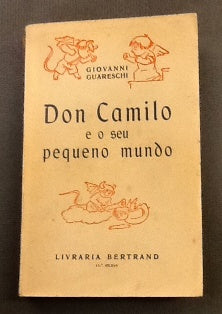 GIOVANNI
GUARESCHI
Don Camilo
e o seu
pequeno mundo
LIVRARIA BERTRAND